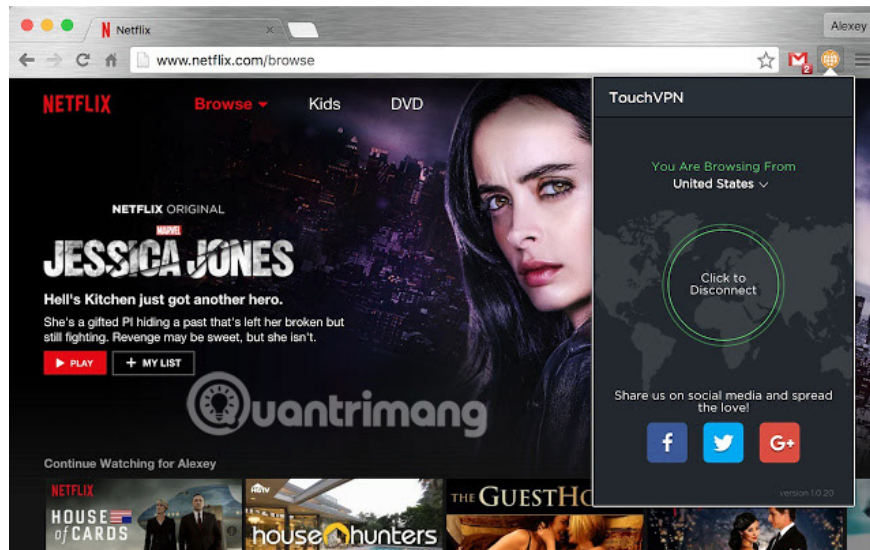 Netflix
Alexey
www.netflix.com/browse
2
NETFLIX
Browse
Kids
DVD
TouchVPN
You Are Browsing From
United States
NETFLIX ORIGINAL
MARVEL
JESSICA JONES
Hell's Kitchen just got another hero.
She's a gifted PI hiding a past that's left her broken but
still fighting. Revenge may be sweet, but she isn't.
PLAY
+ MY LIST
Click to
Disconnect
Quantrimang
Share us on social media and spread
the love!
f
G+
version 1.0.20
Continue Watching for Alexey
NETFLIX
HOUSE
of CARDS
HGTV
house hunters
THE GUESTHO